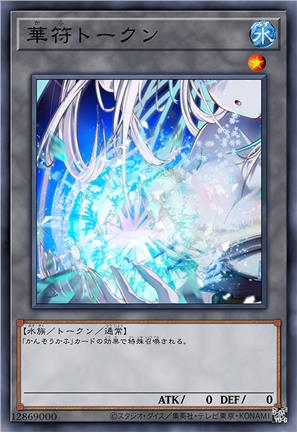 華符トークン
水
【水族／トークン／通常】
「かんそうかふ」カードの効果で特殊召喚される。
ATK/ 0 DEF/ 0
12869000 ©スタジオ・ダイス／集英社・テレビ東京・KONAMI